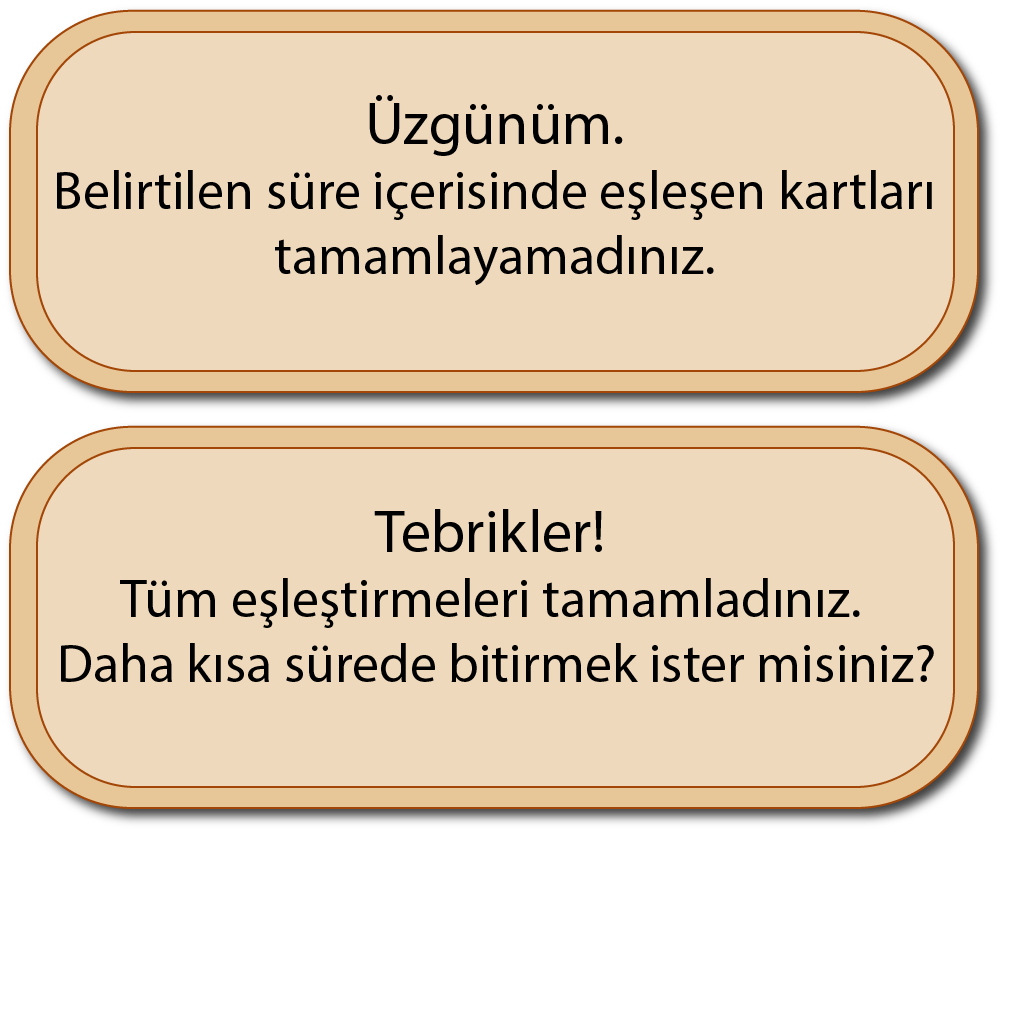 Üzgünüm.
Belirtilen süre içerisinde eşleşen kartları
tamamlayamadınız.
Tebrikler!
Tüm eşleştirmeleri tamamladınız.
Daha kısa sürede bitirmek ister misiniz?